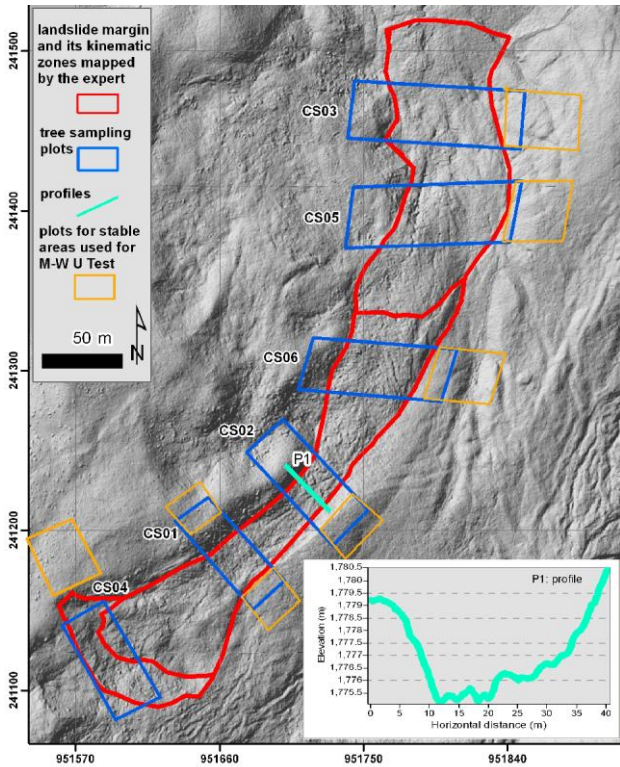 landslide margin
and its kinematic
zones mapped
by the expert
tree sampling
plots
profiles
plots for stable
areas used for
M-W U Test
50 m
N
241500
241400
241300
241200
241100
CS03
CS05
CS06
CS02
P1
CS01
CS04
P1: profile
Elevation (m)
1,780.5
1,779.5
1,778.5
1,777.5
1,776.5
1,775.5
1,780
1,779
1,778
1,777
1,776
0 5 10 15 20 25 30 35 40
Horizontal distance (m)
951570 951660 951750 951840